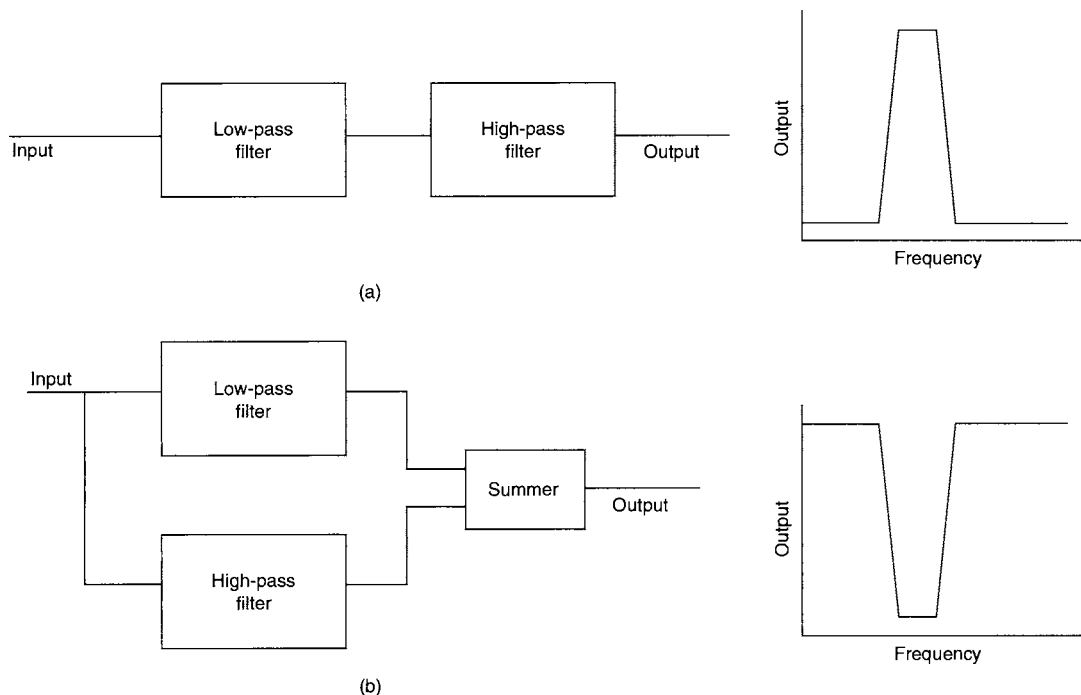 Input
Low-pass
filter
High-pass
filter
Output
Output
Frequency
(a)
Input
Low-pass
filter
High-pass
filter
Summer
Output
Output
Frequency
(b)